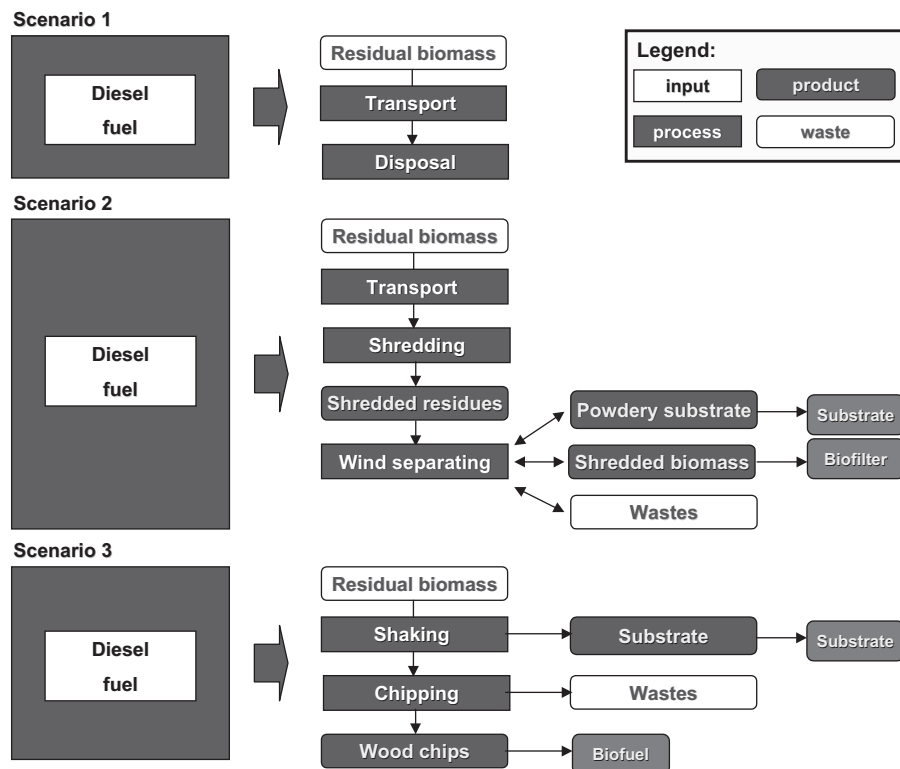 Scenario 1
Diesel
fuel
Residual biomass
Transport
Disposal
Legend:
input
product
process
waste
Scenario 2
Diesel
fuel
Residual biomass
Transport
Shredding
Shredded residues
Wind separating
Powdery substrate
Substrate
Shredded biomass
Biofilter
Wastes
Scenario 3
Diesel
fuel
Residual biomass
Shaking
Substrate
Substrate
Chipping
Wastes
Wood chips
Biofuel